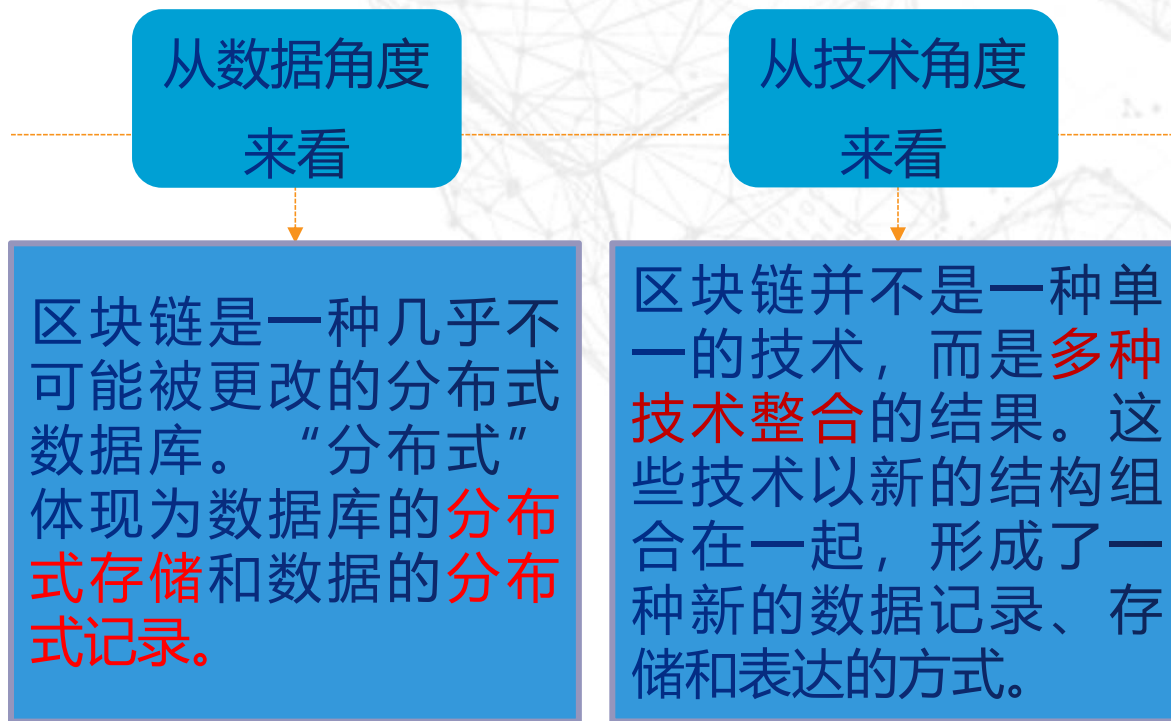 从数据角度
来看
区块链是一种几乎不
可能被更改的分布式
数据库。“分布式”
体现为数据库的分布
式存储和数据的分布
式记录。
从技术角度
来看
区块链并不是一种单
一的技术，而是多种
技术整合的结果。这
些技术以新的结构组
合在一起，形成了一
种新的数据记录、存
储和表达的方式。